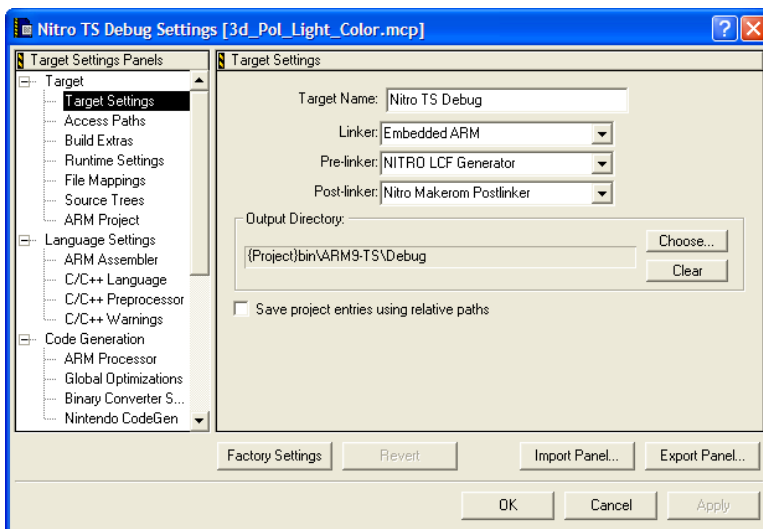 Nitro TS Debug Settings [3d_Pol_Light_Color.mcp]
Target Settings Panels
Target
Target Settings
Access Paths
Build Extras
Runtime Settings
File Mappings
Source Trees
ARM Project
Language Settings
ARM Assembler
C/C++ Language
C/C++ Preprocessor
C/C++ Warnings
Code Generation
ARM Processor
Global Optimizations
Binary Converter S...
Nintendo CodeGen
Target Settings
Target Name: Nitro TS Debug
Linker: Embedded ARM
Pre-linker: NITRO LCF Generator
Post-linker: Nitro Makerom Postlinker
Output Directory:
{Project}bin\ARM9-TS\Debug
Choose...
Clear
Save project entries using relative paths
Factory Settings Revert Import Panel... Export Panel...
OK Cancel Apply